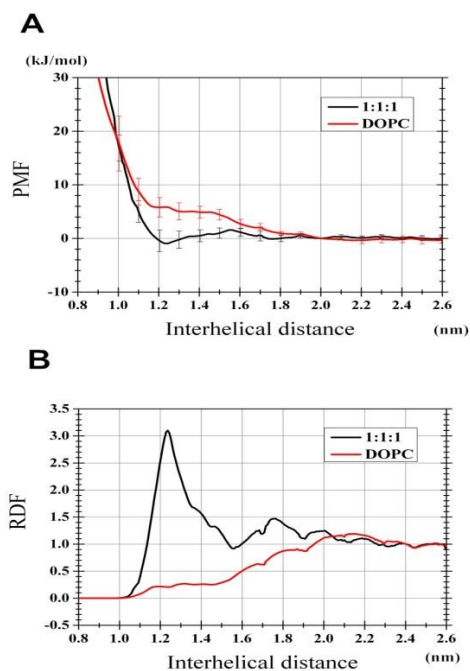 A
(kJ/mol)
30
20
10
0
-10
PMF
1:1:1
DOPC
0.8 1.0 1.2 1.4 1.6 1.8 2.0 2.2 2.4 2.6
Interhelical distance (nm)
B
3.5
3.0
2.5
2.0
1.5
1.0
0.5
0.0
-0.5
RDF
1:1:1
DOPC
0.8 1.0 1.2 1.4 1.6 1.8 2.0 2.2 2.4 2.6
Interhelical distance (nm)